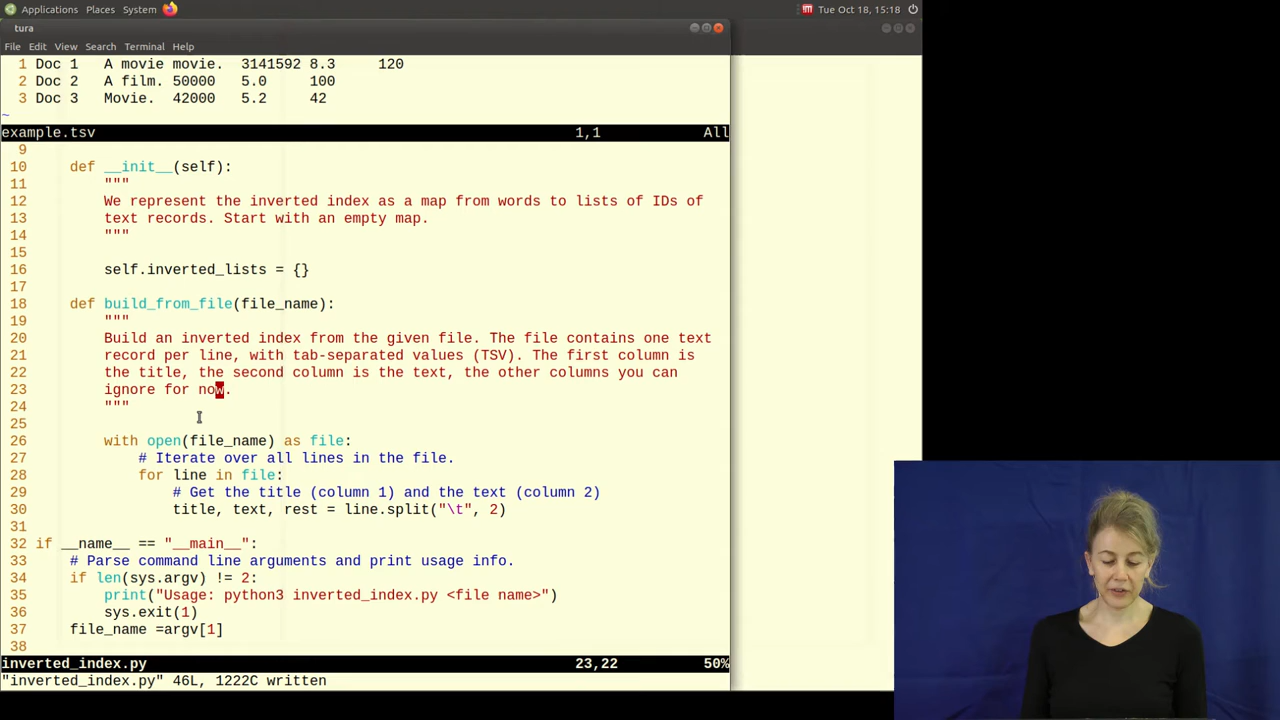 Applications Places System Tue Oct 18, 15:18
tura
File Edit View Search Terminal Help
1 Doc 1 A movie movie. 3141592 8.3 120
2 Doc 2 A film. 50000 5.0 100
3 Doc 3 Movie. 42000 5.2 42
~
example.tsv 1,1 All
9
10 def __init__(self):
11 """
12 We represent the inverted index as a map from words to lists of IDs of
13 text records. Start with an empty map.
14 """
15
16 self.inverted_lists = {}
17
18 def build_from_file(file_name):
19 """
20 Build an inverted index from the given file. The file contains one text
21 record per line, with tab-separated values (TSV). The first column is
22 the title, the second column is the text, the other columns you can
23 ignore for now.
24 """
25
26 with open(file_name) as file:
27 # Iterate over all lines in the file.
28 for line in file:
29 # Get the title (column 1) and the text (column 2)
30 title, text, rest = line.split("\t", 2)
31
32 if __name__ == "__main__":
33 # Parse command line arguments and print usage info.
34 if len(sys.argv) != 2:
35 print("Usage: python3 inverted_index.py <file name>")
36 sys.exit(1)
37 file_name =argv[1]
38
inverted_index.py 23,22 50%
"inverted_index.py" 46L, 1222C written